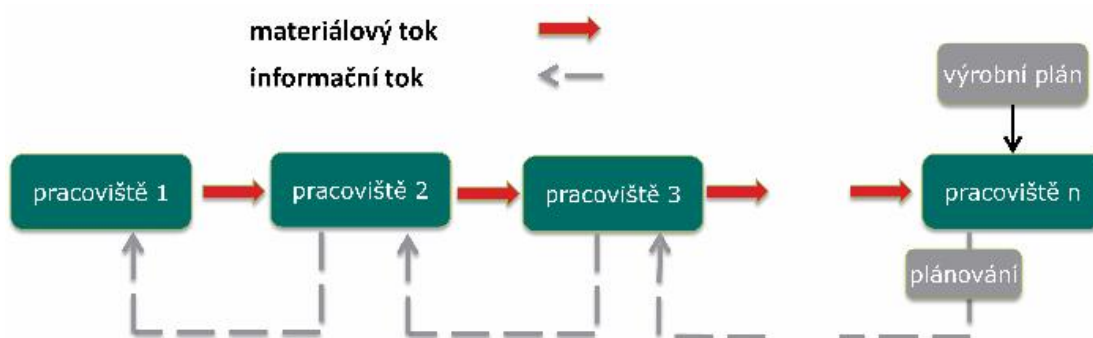 materiálový tok
informační tok
výrobní plán
pracoviště 1
pracoviště 2
pracoviště 3
pracoviště n
plánování